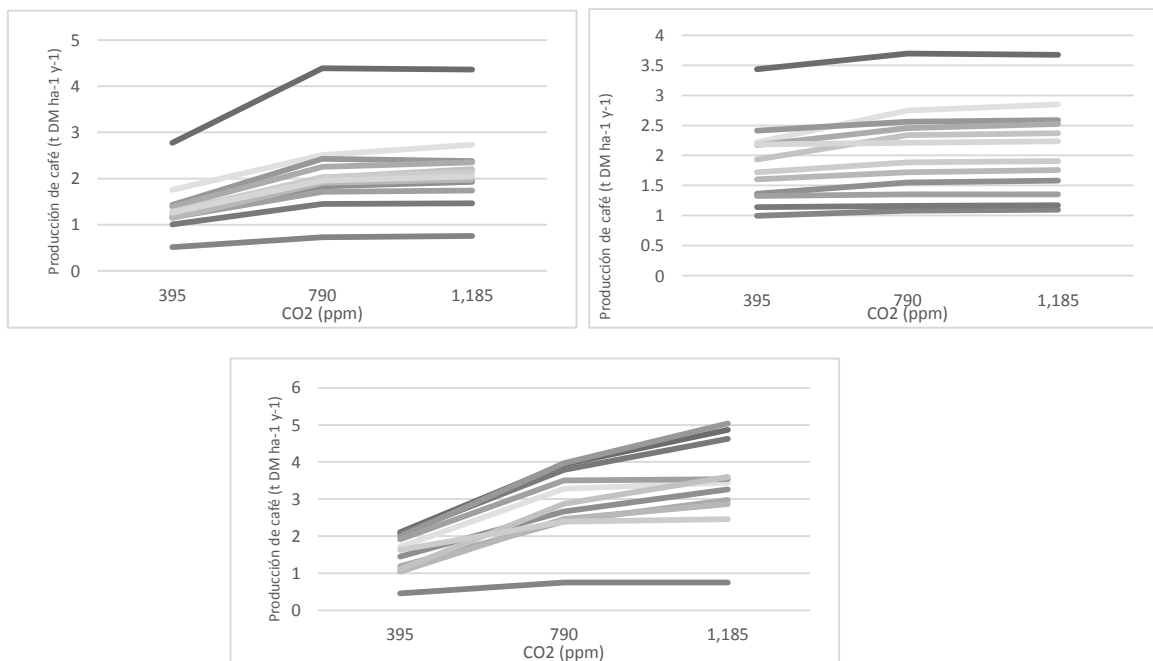 Producción de café (t DM ha-1 y-1)
5
4
3
2
1
0
395 790 1,185
CO2 (ppm)
Producción de café (t DM ha-1 y-1)
4
3.5
3
2.5
2
1.5
1
0.5
0
395 790 1,185
CO2 (ppm)
Producción de café (t DM ha-1 y-1)
6
5
4
3
2
1
0
395 790 1,185
CO2 (ppm)